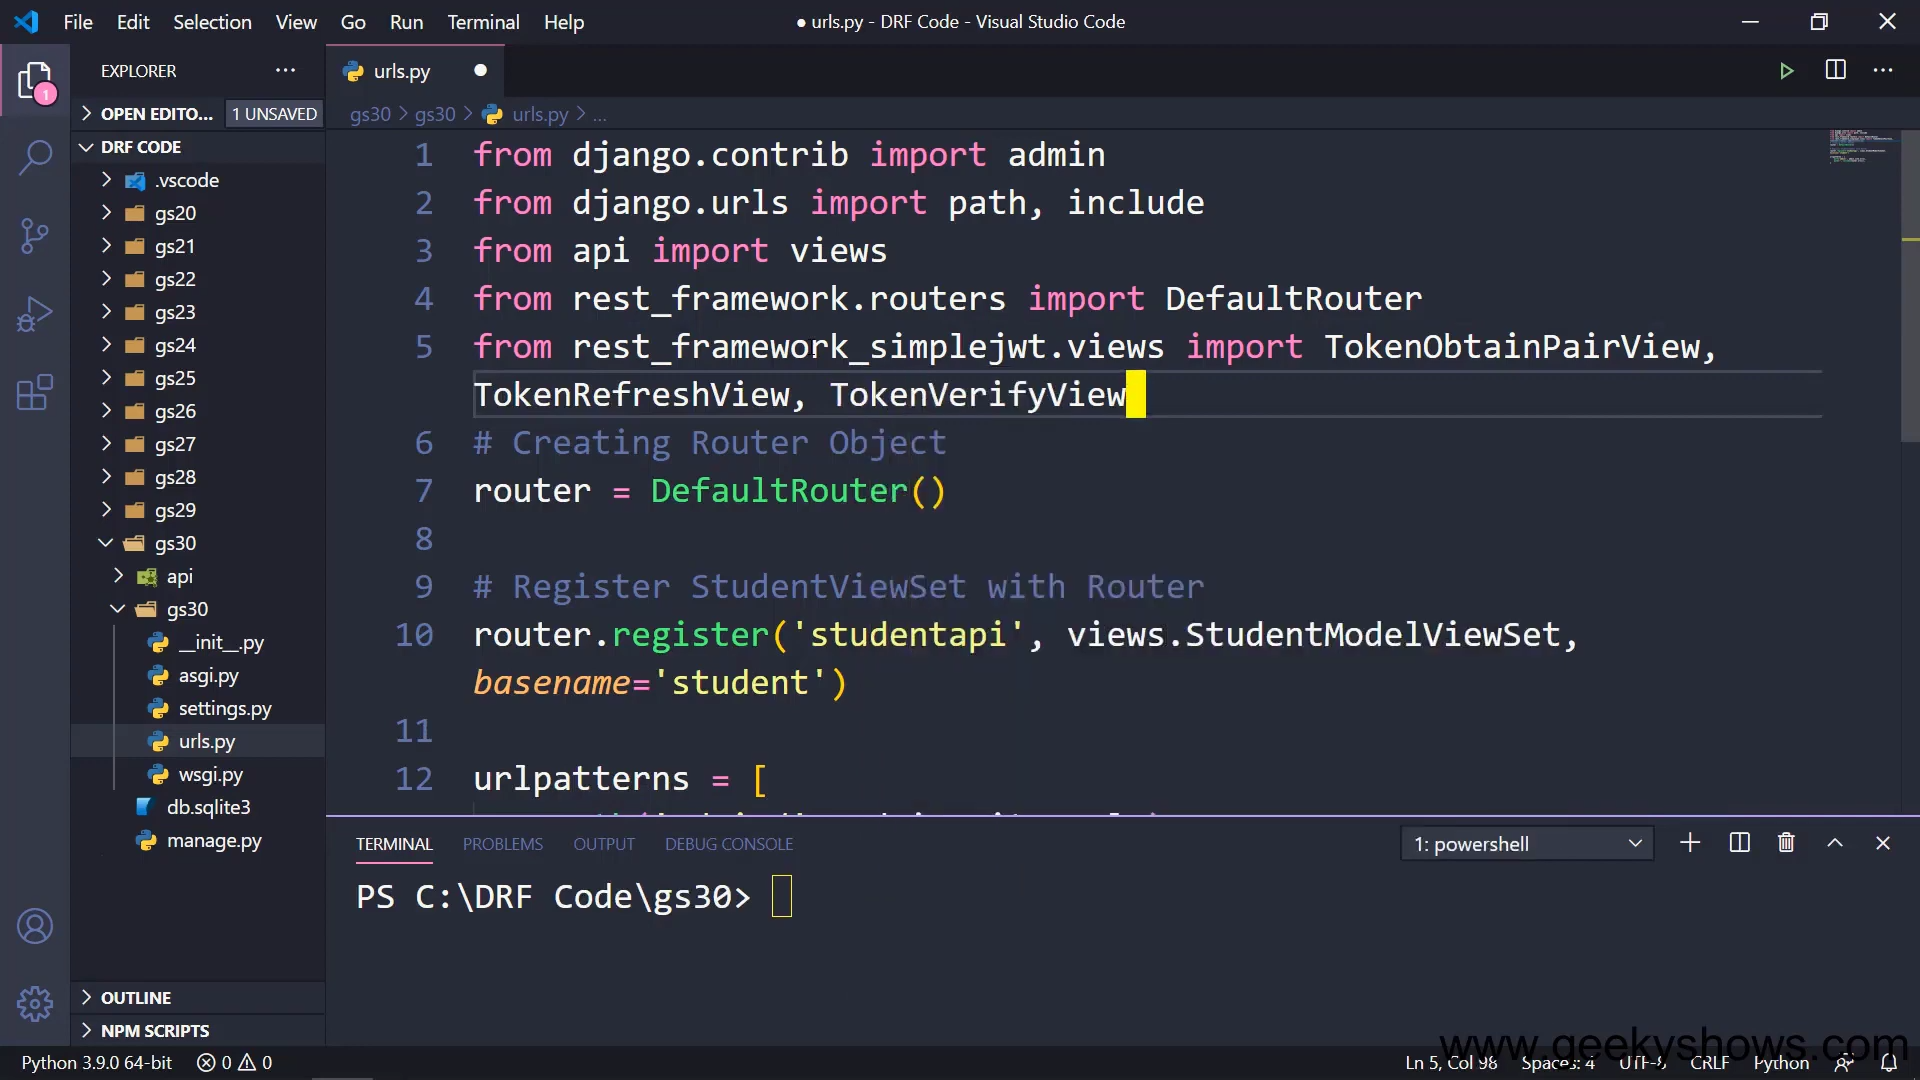 File Edit Selection View Go Run Terminal Help
● urls.py - DRF Code - Visual Studio Code
EXPLORER
urls.py
OPEN EDITO... 1 UNSAVED
gs30 > gs30 > urls.py > ...
DRF CODE
.vscode
gs20
gs21
gs22
gs23
gs24
gs25
gs26
gs27
gs28
gs29
gs30
api
gs30
__init__.py
asgi.py
settings.py
urls.py
wsgi.py
db.sqlite3
manage.py
OUTLINE
NPM SCRIPTS
1
1 from django.contrib import admin
2 from django.urls import path, include
3 from api import views
4 from rest_framework.routers import DefaultRouter
5 from rest_framework_simplejwt.views import TokenObtainPairView,
TokenRefreshView, TokenVerifyView
6 # Creating Router Object
7 router = DefaultRouter()
8
9 # Register StudentViewSet with Router
10 router.register('studentapi', views.StudentModelViewSet,
basename='student')
11
12 urlpatterns = [
TERMINAL PROBLEMS OUTPUT DEBUG CONSOLE
1: powershell
PS C:\DRF Code\gs30>
www.geekyshows.com
Python 3.9.0 64-bit 0 0
Ln 5, Col 98 Spaces: 4 UTF-8 CRLF Python